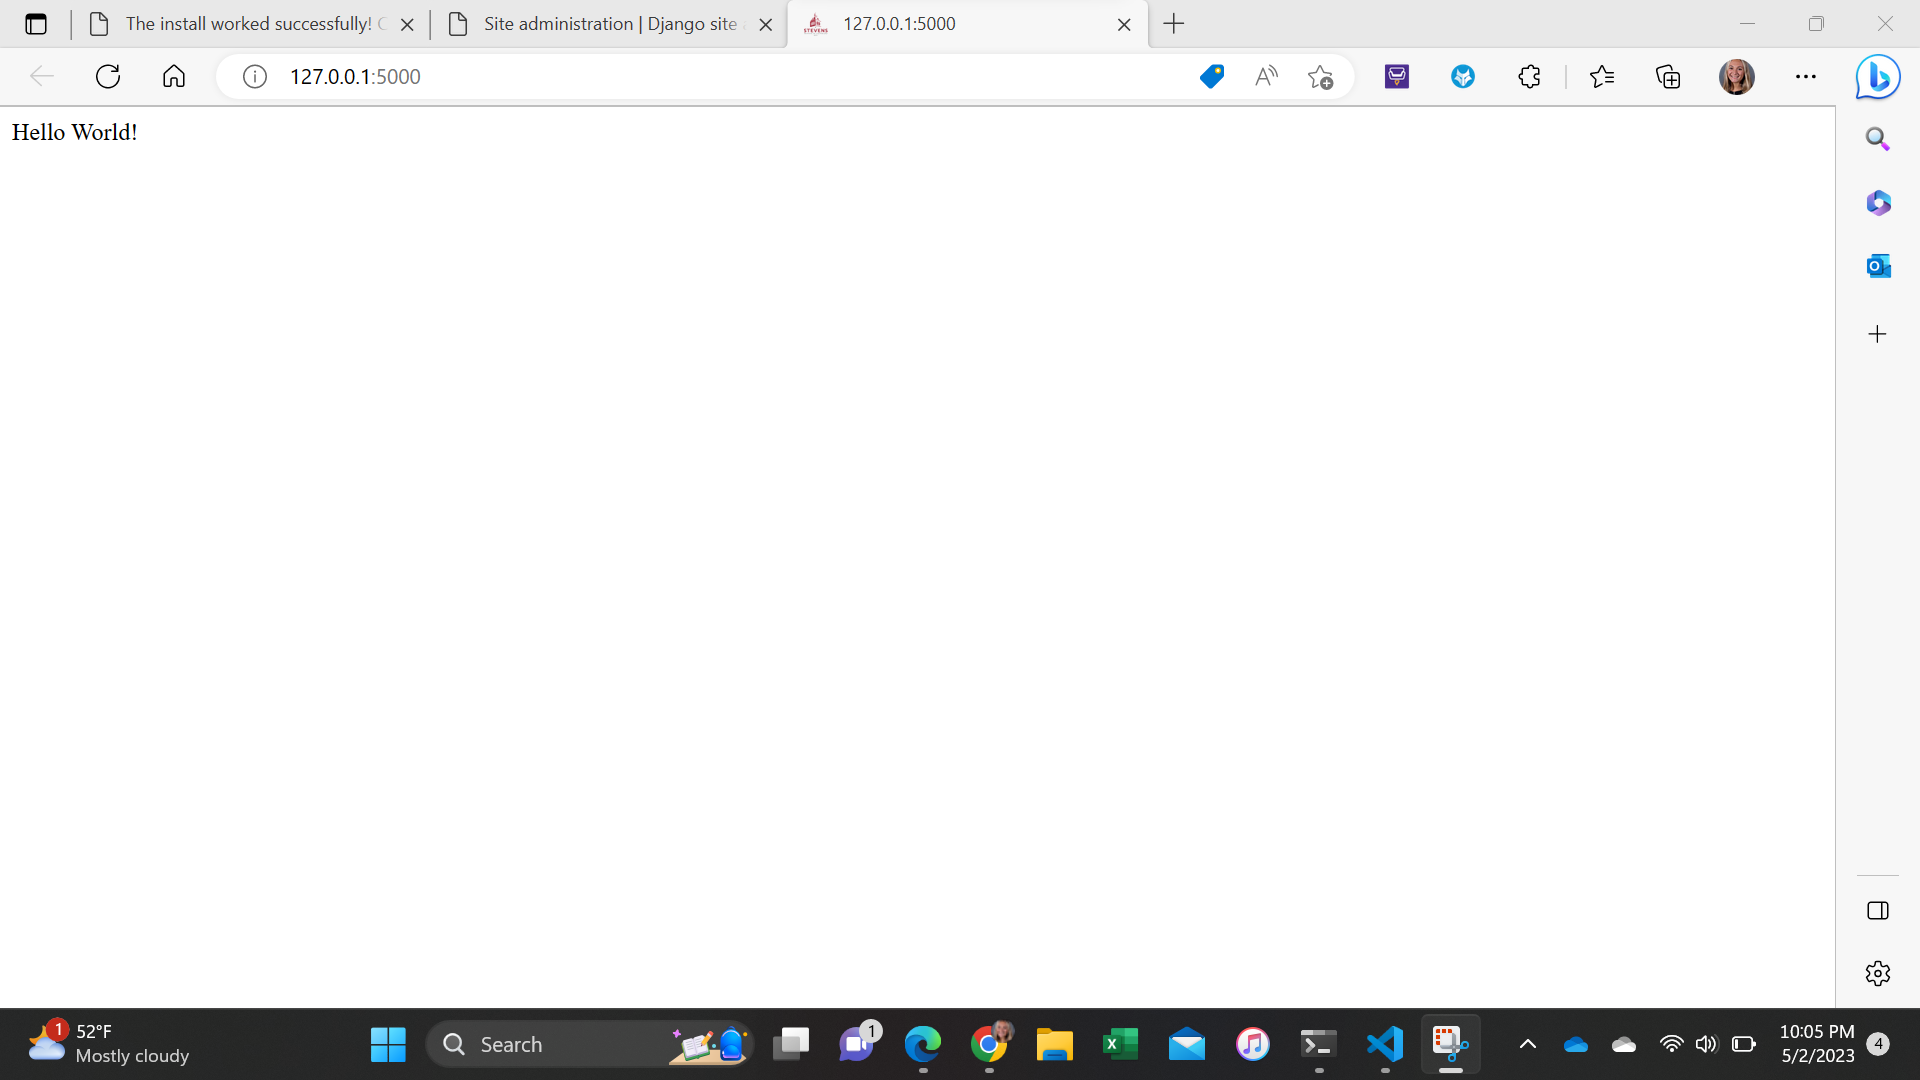 The install worked successfully! C
Site administration | Django site
127.0.0.1:5000
127.0.0.1:5000
Hello World!
STEVENS
1
52°F
Mostly cloudy
Search
1
10:05 PM
5/2/2023
4